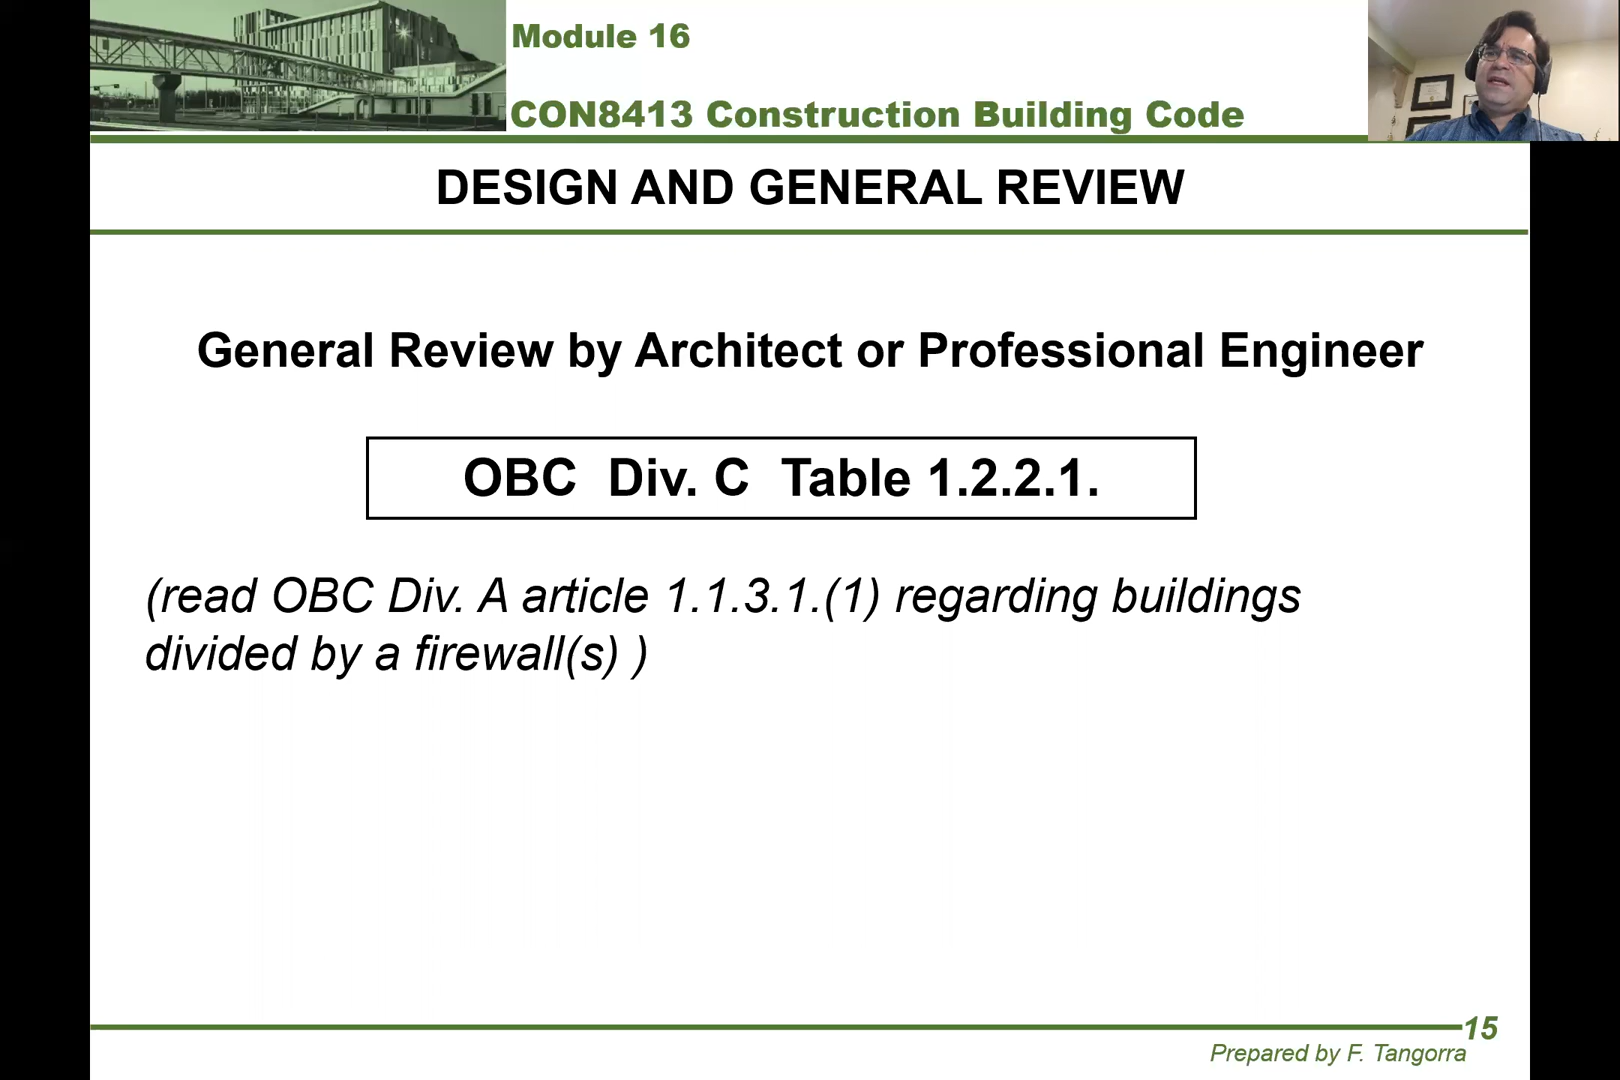 Module 16
CON8413 Construction Building Code
DESIGN AND GENERAL REVIEW
General Review by Architect or Professional Engineer
OBC Div. C Table 1.2.2.1.
(read OBC Div. A article 1.1.3.1.(1) regarding buildings
divided by a firewall(s) )
15
Prepared by F. Tangorra